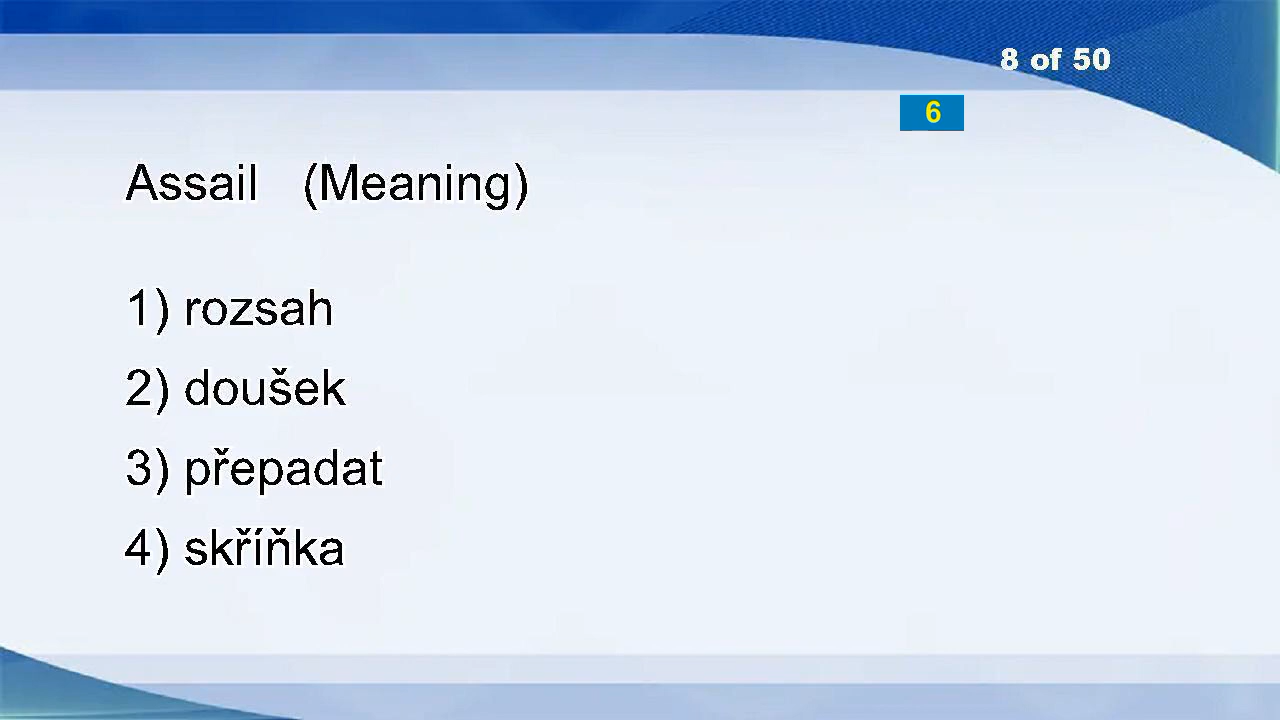 8 of 50
6
Assail (Meaning)
1) rozsah
2) doušek
3) přepadat
4) skříňka